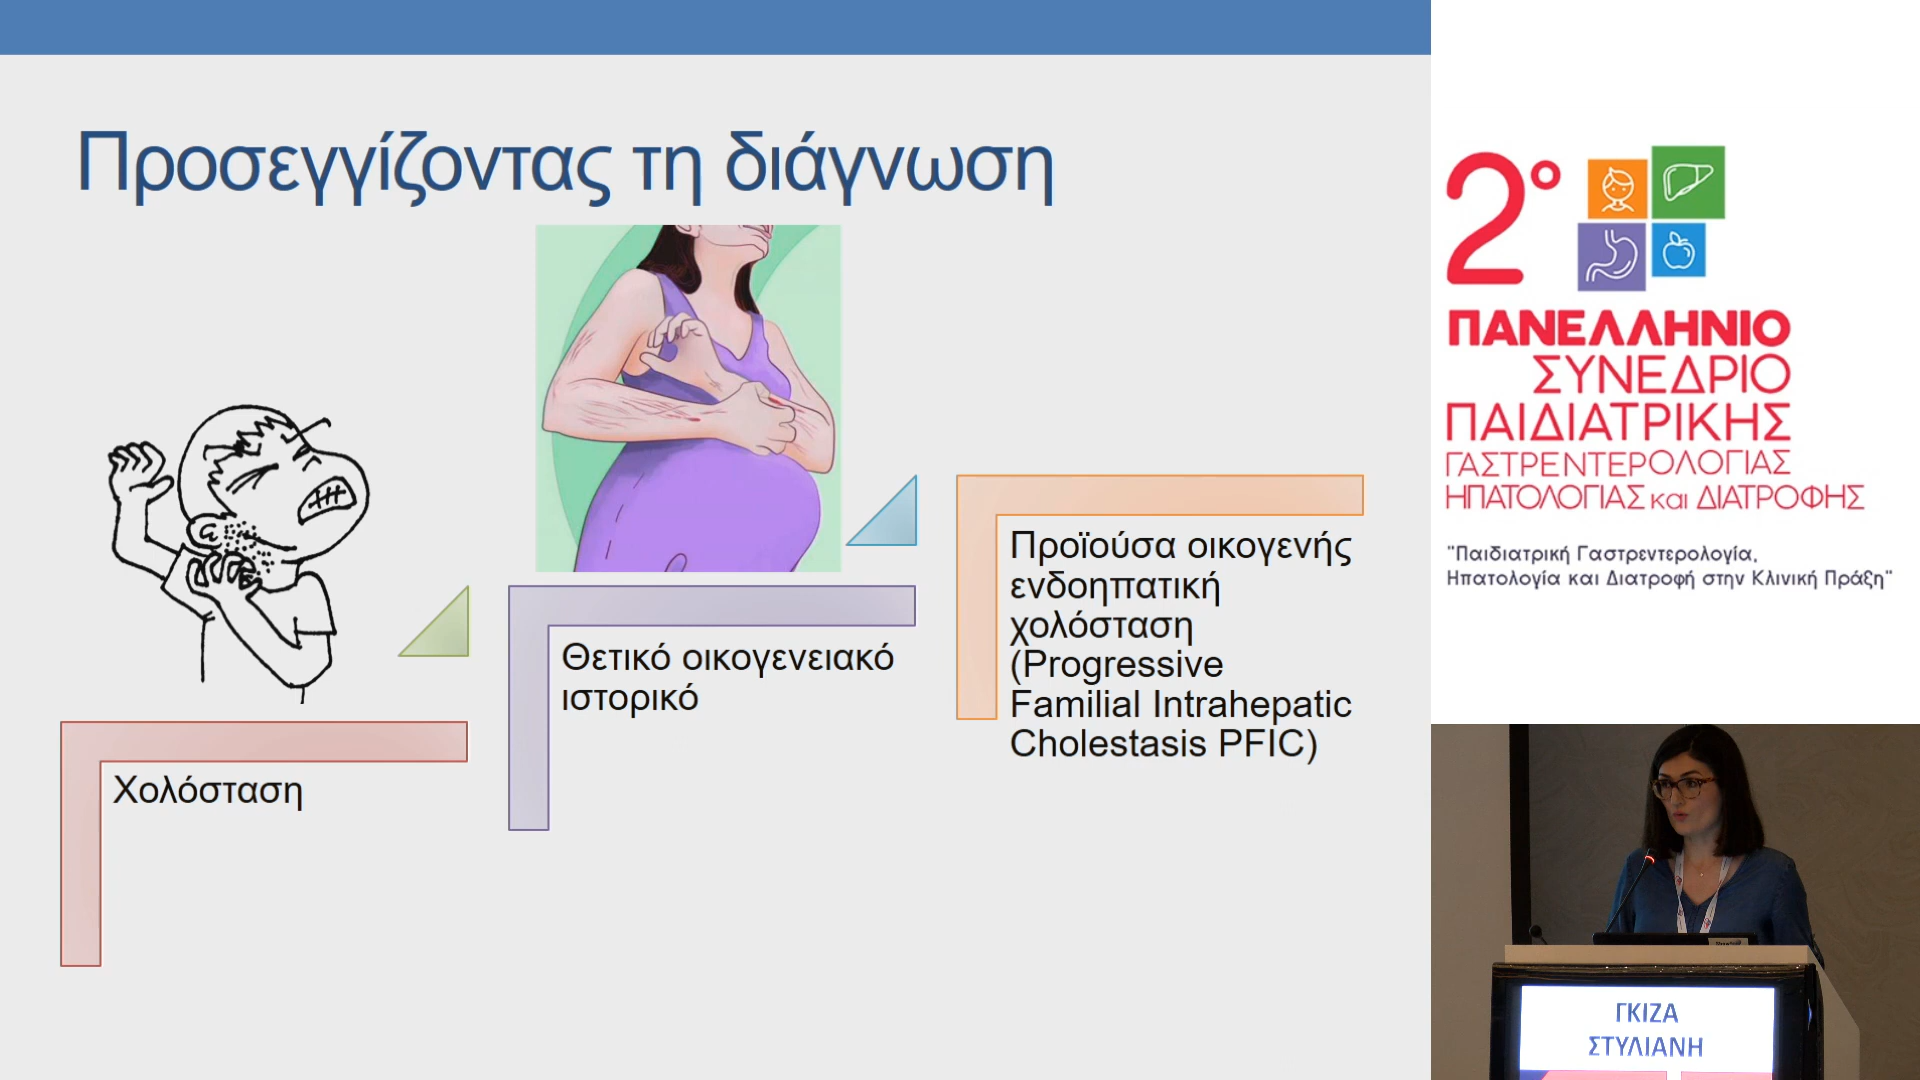 Προσεγγίζοντας τη διάγνωση
Χολόσταση
Θετικό οικογενειακό
ιστορικό
Προϊούσα οικογενής
ενδοηπατική
χολόσταση
(Progressive
Familial Intrahepatic
Cholestasis PFIC)
2°
ΠΑΝΕΛΛΗΝΙΟ
ΣΥΝΕΔΡΙΟ
ΠΑΙΔΙΑΤΡΙΚΗΣ
ΓΑΣΤΡΕΝΤΕΡΟΛΟΓΙΑΣ
ΗΠΑΤΟΛΟΓΙΑΣ και ΔΙΑΤΡΟΦΗΣ
"Παιδιατρική Γαστρεντερολογία,
Ηπατολογία και Διατροφή στην Κλινική Πράξη"
ΓΚΙΖΑ
ΣΤΥΛΙΑΝΗ